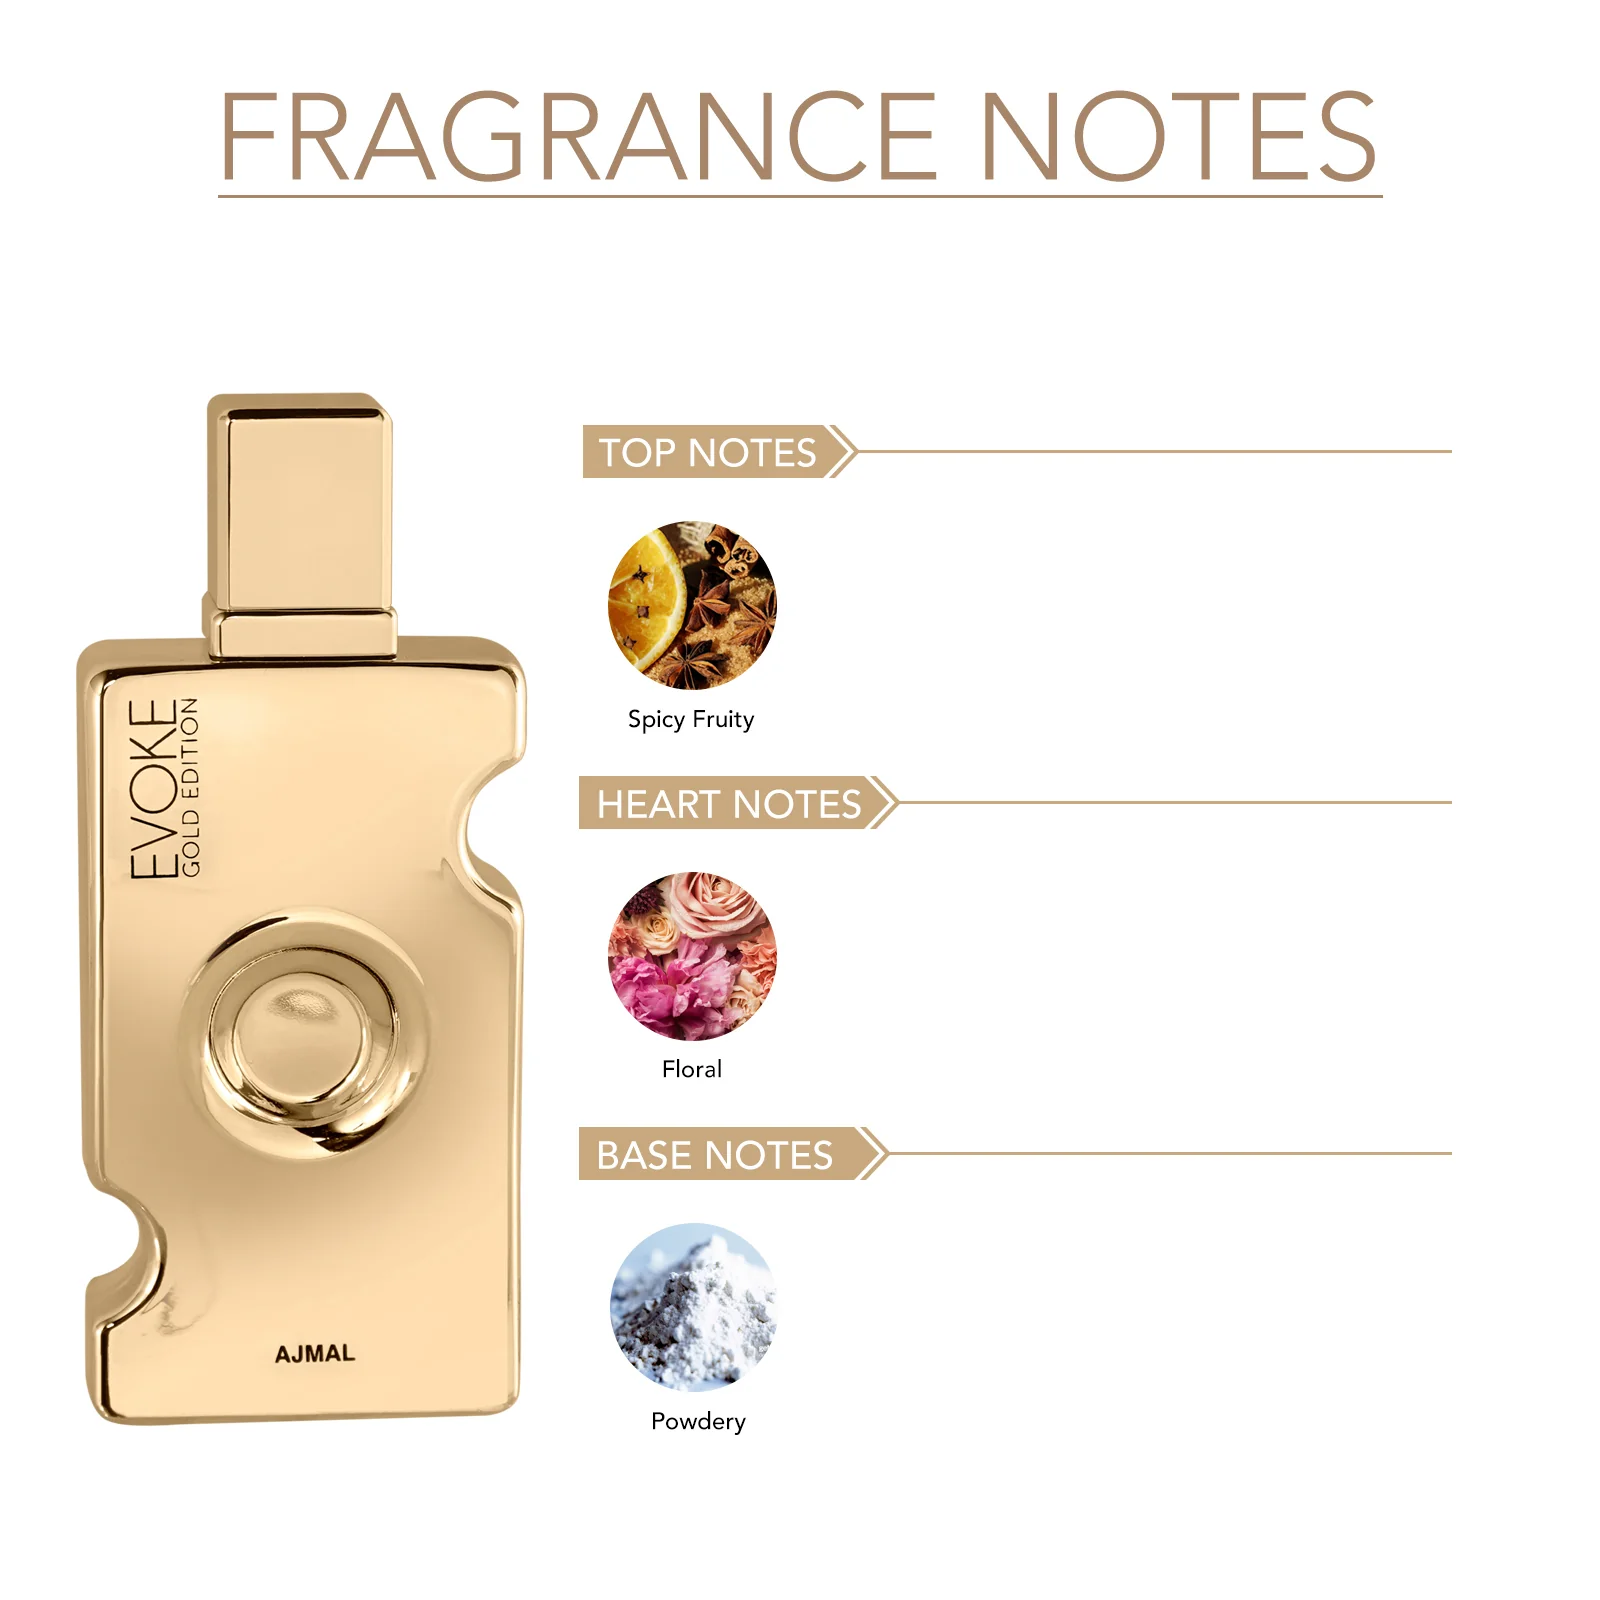 FRAGRANCE NOTES
EVOKE
GOLD EDITION
AJMAL
TOP NOTES
Spicy Fruity
HEART NOTES
Floral
BASE NOTES
Powdery